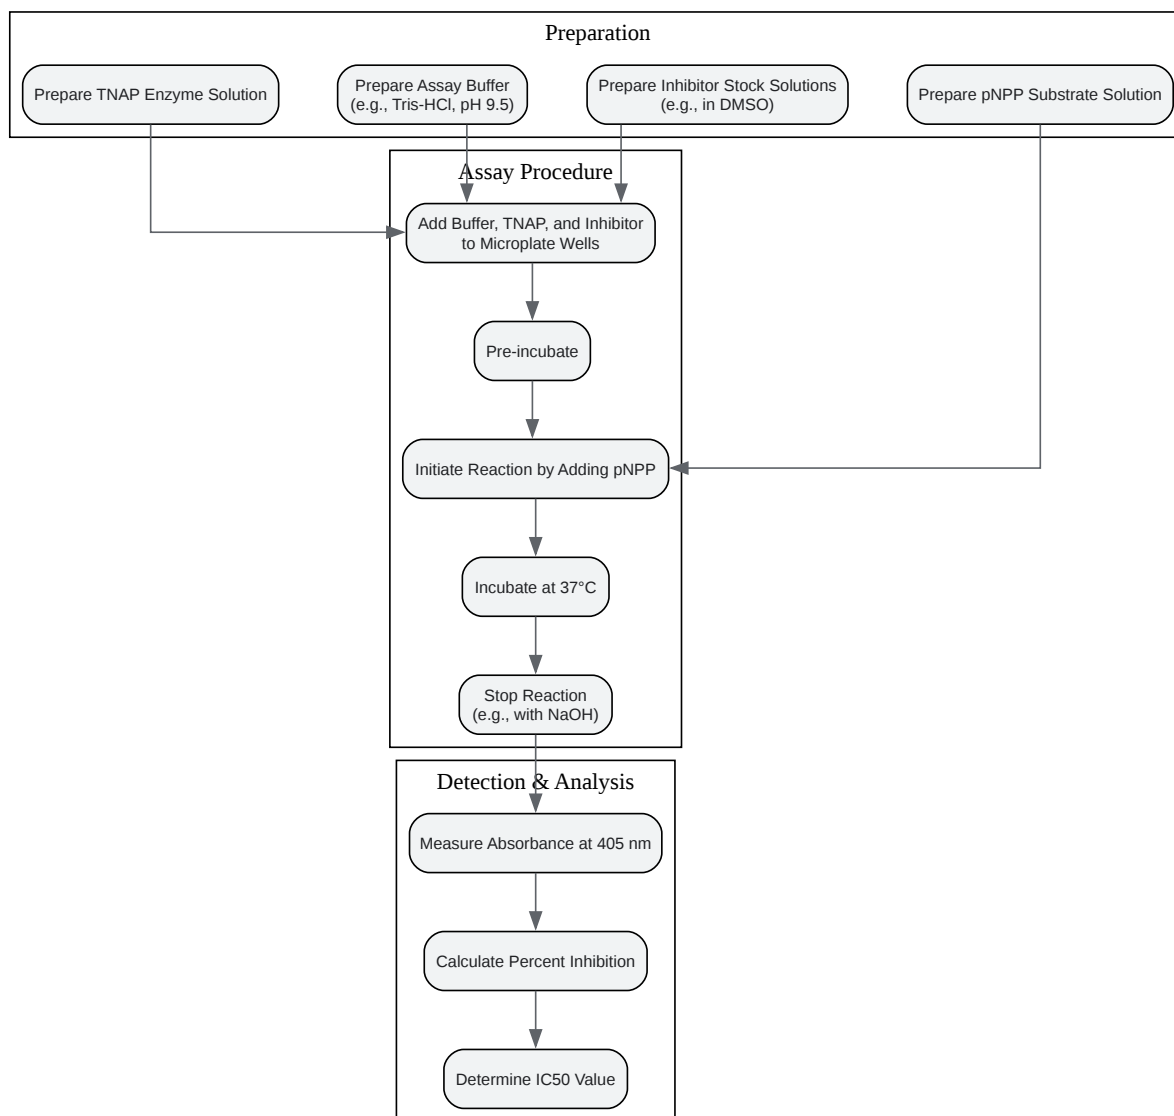 Preparation
Prepare TNAP Enzyme Solution
Prepare Assay Buffer
(e.g., Tris-HCl, pH 9.5)
Prepare Inhibitor Stock Solutions
(e.g., in DMSO)
Prepare pNPP Substrate Solution
Assay Procedure
Add Buffer, TNAP, and Inhibitor
to Microplate Wells
Pre-incubate
Initiate Reaction by Adding pNPP
Incubate at 37°C
Stop Reaction
(e.g., with NaOH)
Detection & Analysis
Measure Absorbance at 405 nm
Calculate Percent Inhibition
Determine IC50 Value